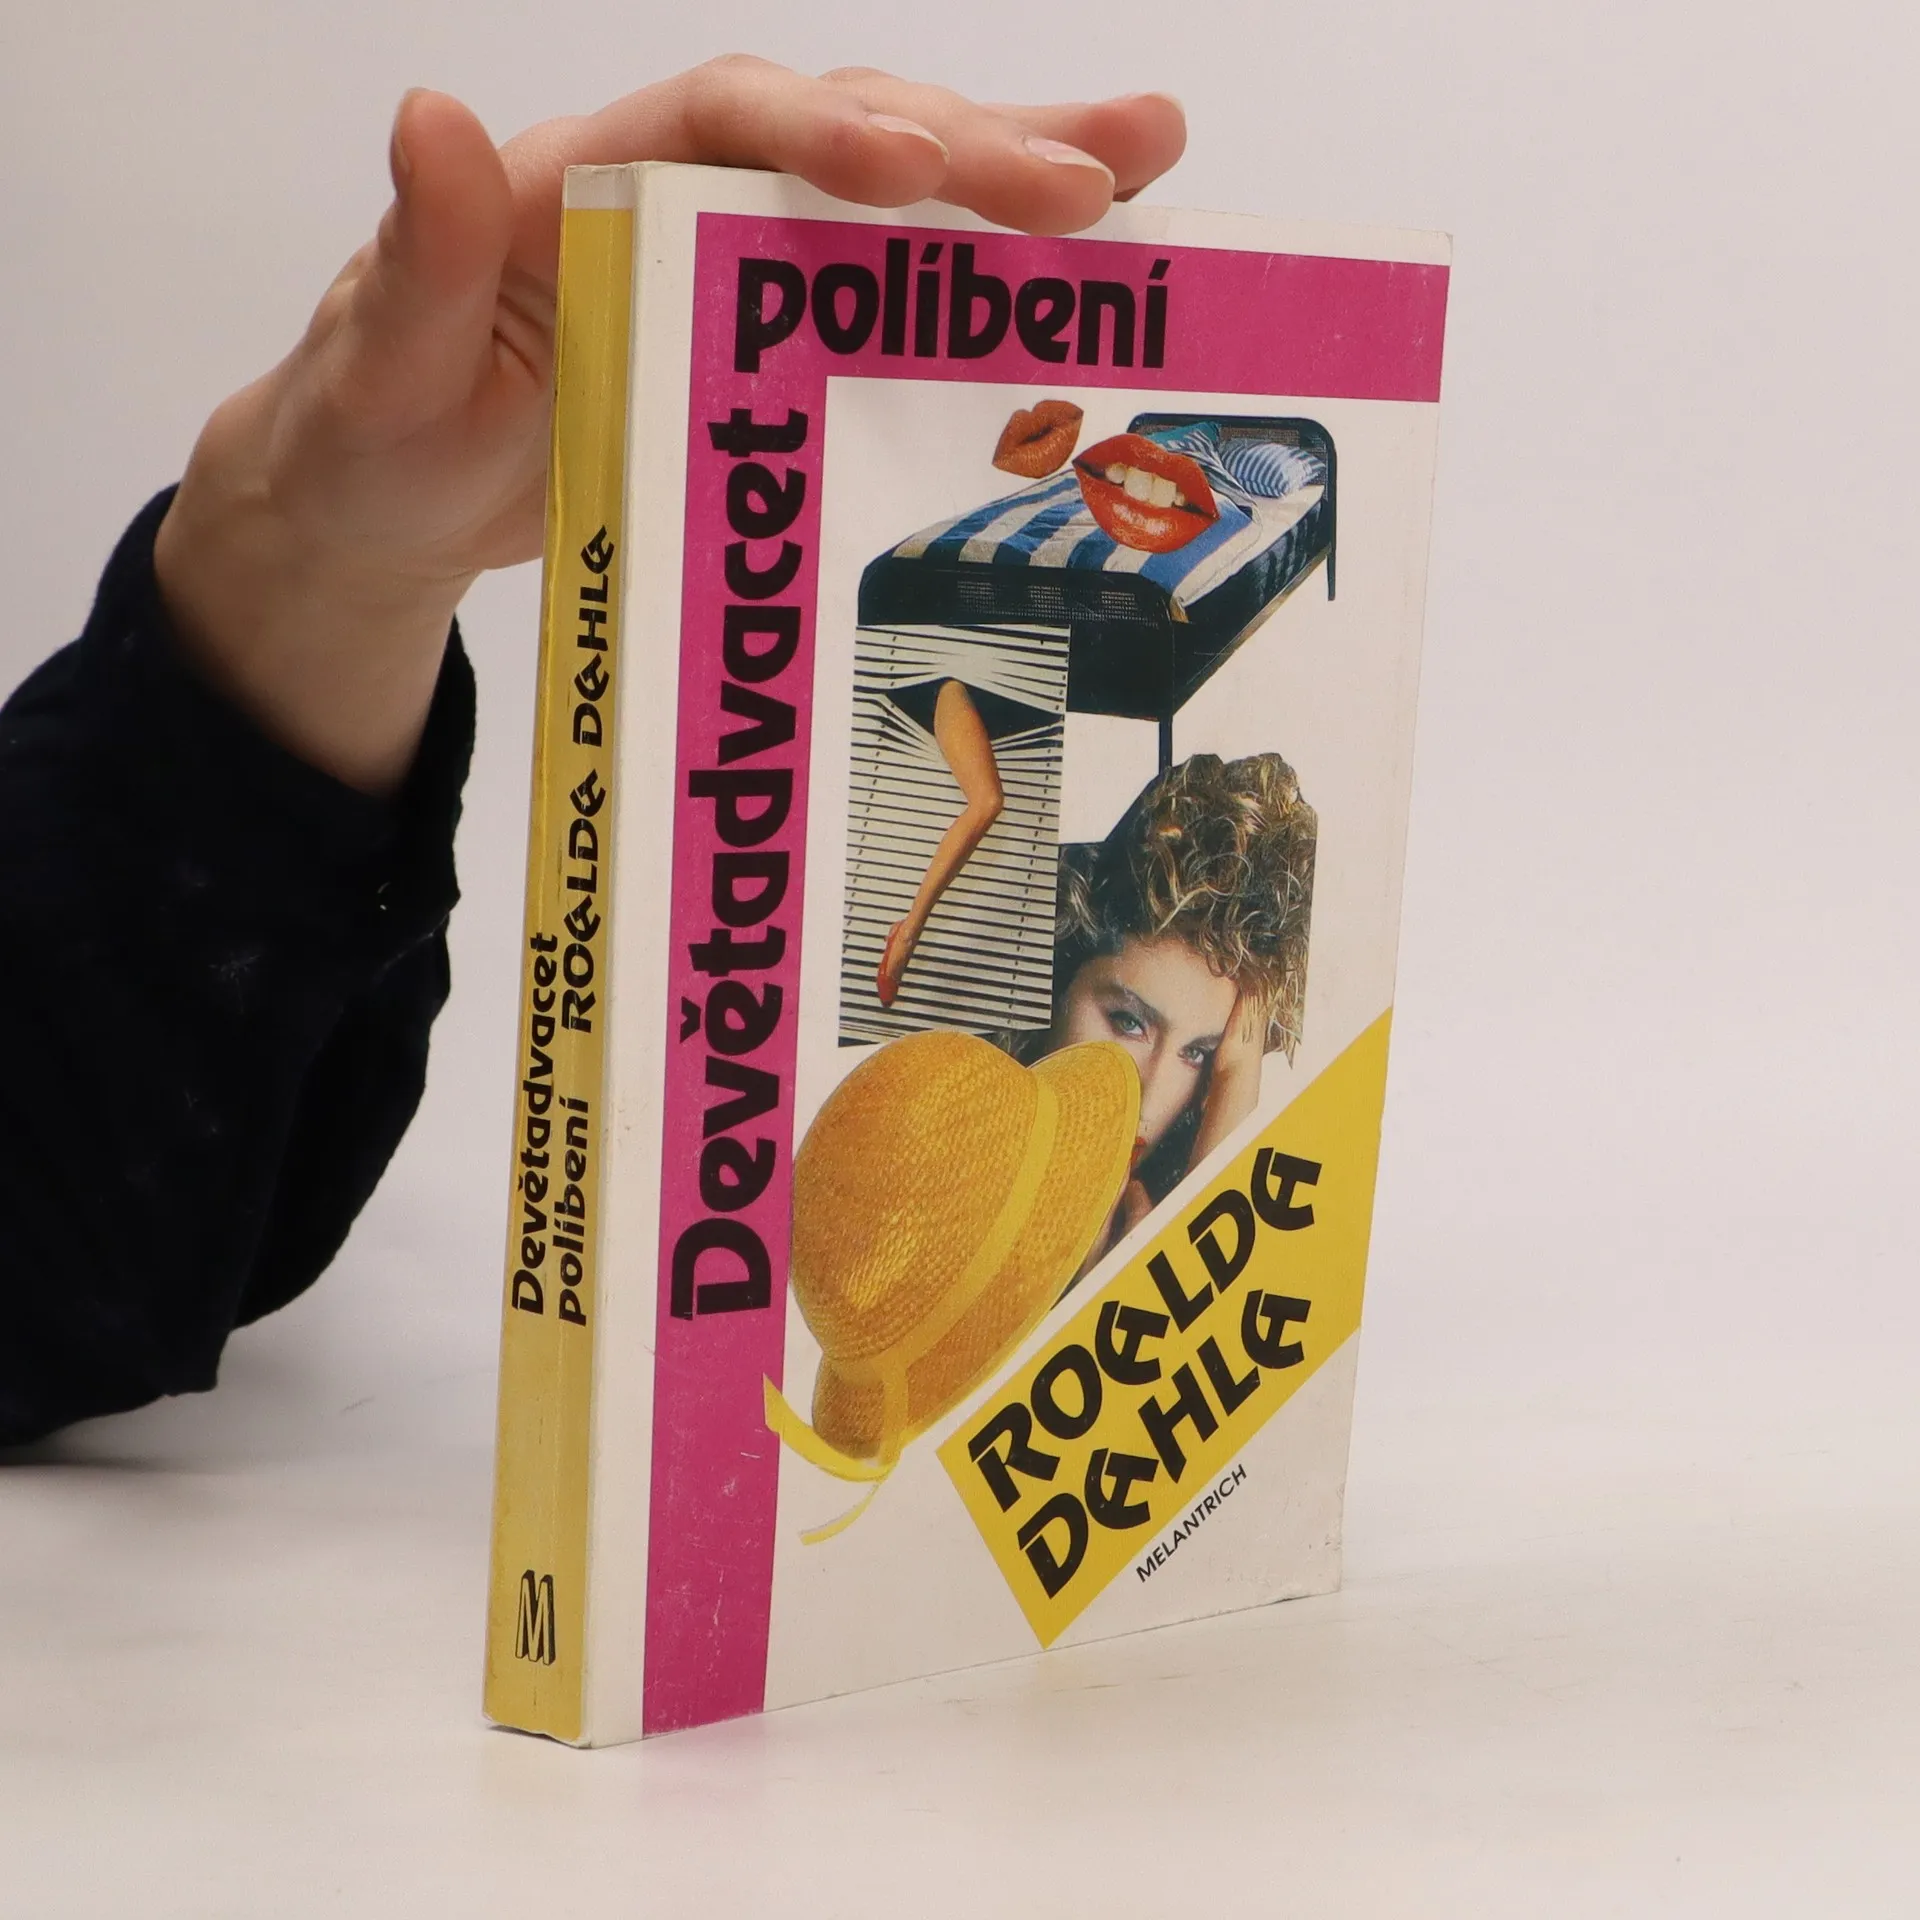 Devětadvacet
políbení
ROALDA
DAHLA
MELANTRICH
Devětadvacet
políbení
ROALDA DAHLA
M